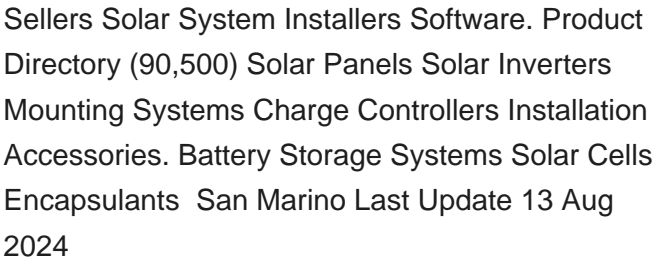 Sellers Solar System Installers Software. Product
Directory (90,500) Solar Panels Solar Inverters
Mounting Systems Charge Controllers Installation
Accessories. Battery Storage Systems Solar Cells
Encapsulants  San Marino Last Update 13 Aug
2024